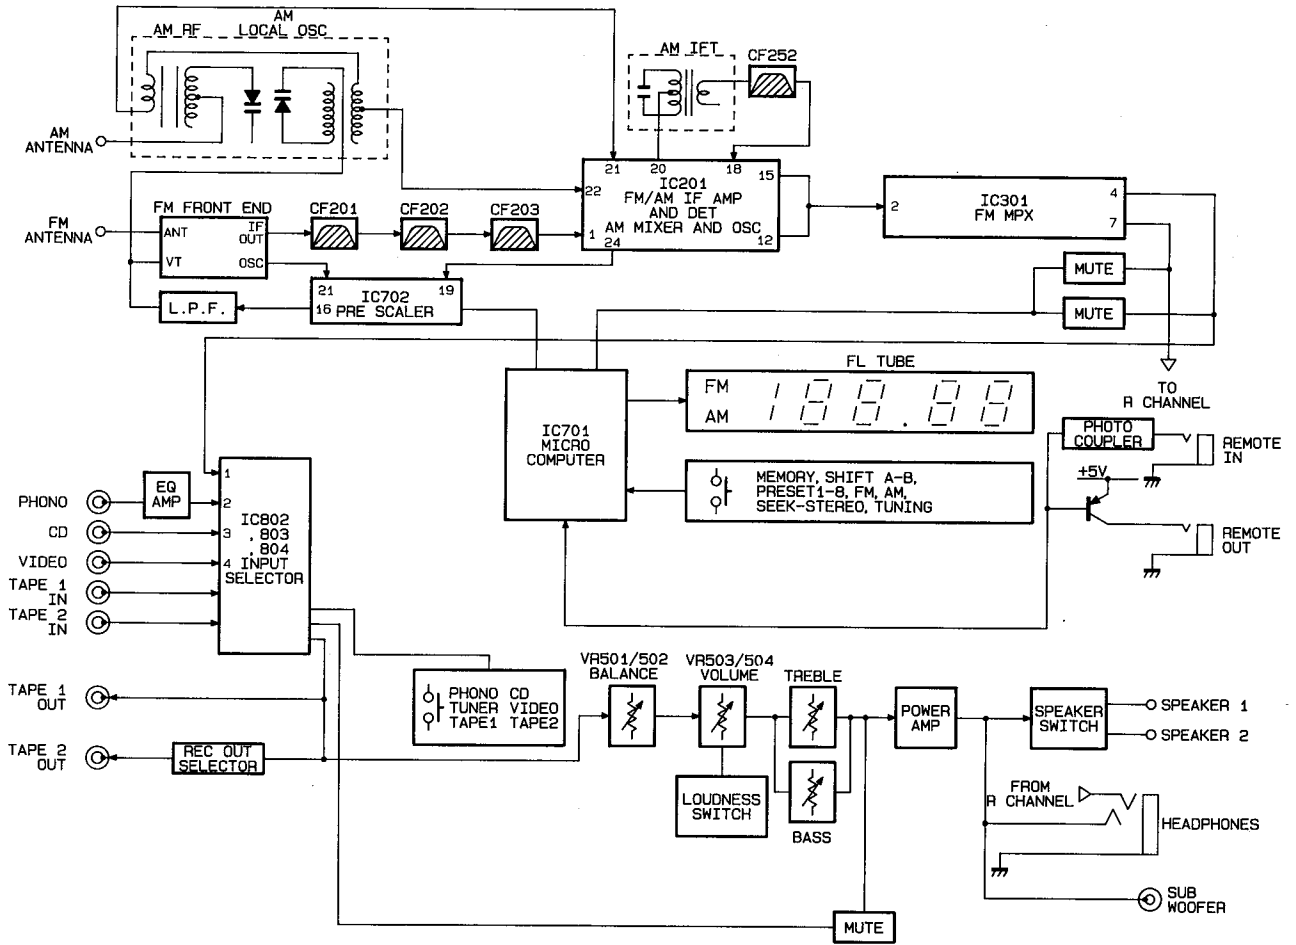 AM
AM RF LOCAL OSC
AM IFT
CF252
AM
ANTENNA
21
20
18
15
22
IC201
FM/AM IF AMP
AND DET
AM MIXER AND OSC
1
24
12
IC301
FM MPX
2
4
7
FM FRONT END
CF201
CF202
CF203
FM
ANTENNA
ANT
IF
OUT
VT
OSC
21
19
IC702
16
PRE SCALER
L.P.F.
MUTE
MUTE
FL TUBE
FM
AM
188.88
TO
R CHANNEL
IC701
MICRO
COMPUTER
MEMORY, SHIFT A-B,
PRESET1-8, FM, AM,
SEEK-STEREO, TUNING
PHOTO
COUPLER
REMOTE
IN
+5V
REMOTE
OUT
PHONO
EQ
AMP
CD
VIDEO
TAPE 1
IN
TAPE 2
IN
1
2
3
4
IC802
, 803
, 804
INPUT
SELECTOR
TAPE 1
OUT
TAPE 2
OUT
REC OUT
SELECTOR
PHONO CD
TUNER VIDEO
TAPE1 TAPE2
VR501/502
BALANCE
VR503/504
VOLUME
TREBLE
LOUDNESS
SWITCH
BASS
POWER
AMP
SPEAKER
SWITCH
SPEAKER 1
SPEAKER 2
FROM
R CHANNEL
HEADPHONES
SUB
WOOFER
MUTE